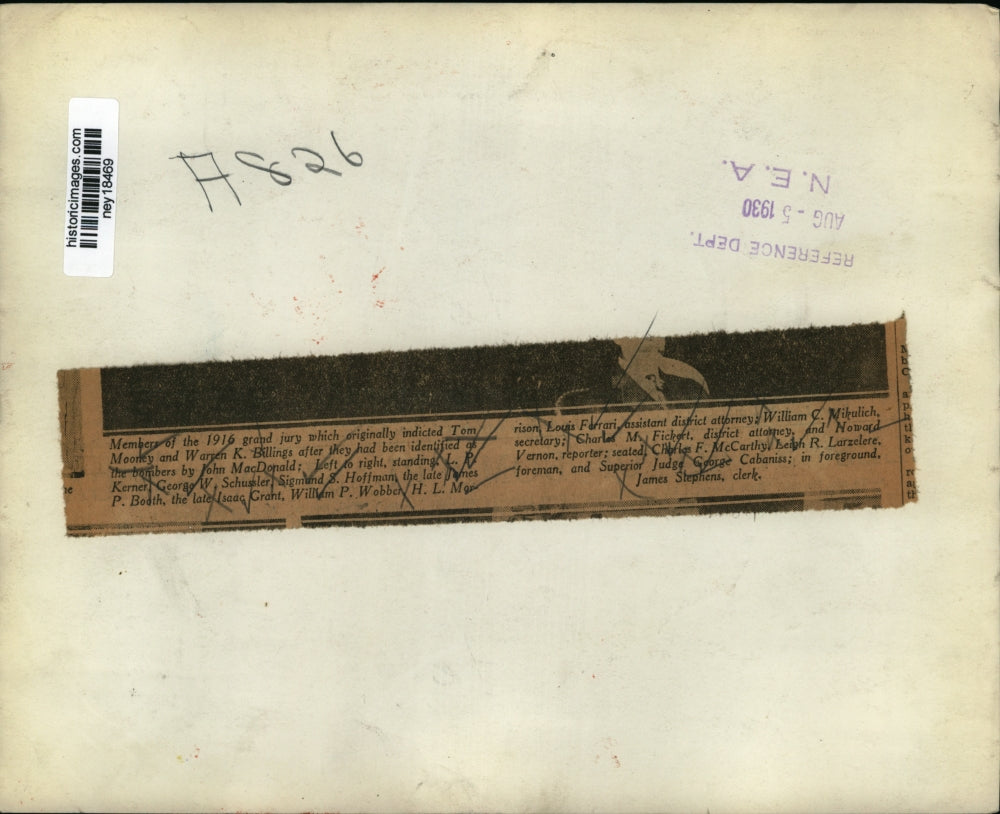 historicimages.com
ney18469
A 826
N. E. A.
AUG - 5 1930
REFERENCE DEPT.
Members of the 1916 grand jury which originally indicted Tom
Mooney and Warren K. Billings after they had been identified as
the bombers by John MacDonald; Left to right, standing, L. P.
Kerner, George W. Schussler, Sigmund S. Hoffman, the late James
P. Booth, the late Isaac Grant, William P. Wobber, H. L. Mor-
rison, Louis Ferrari, assistant district attorney; William C. Mikulich,
secretary; Charles M. Fickert, district attorney, and Howard
Vernon, reporter; seated, Charles F. McCarthy, Leigh R. Larzelere,
foreman, and Superior Judge George Cabaniss; in foreground,
James Stephens, clerk.